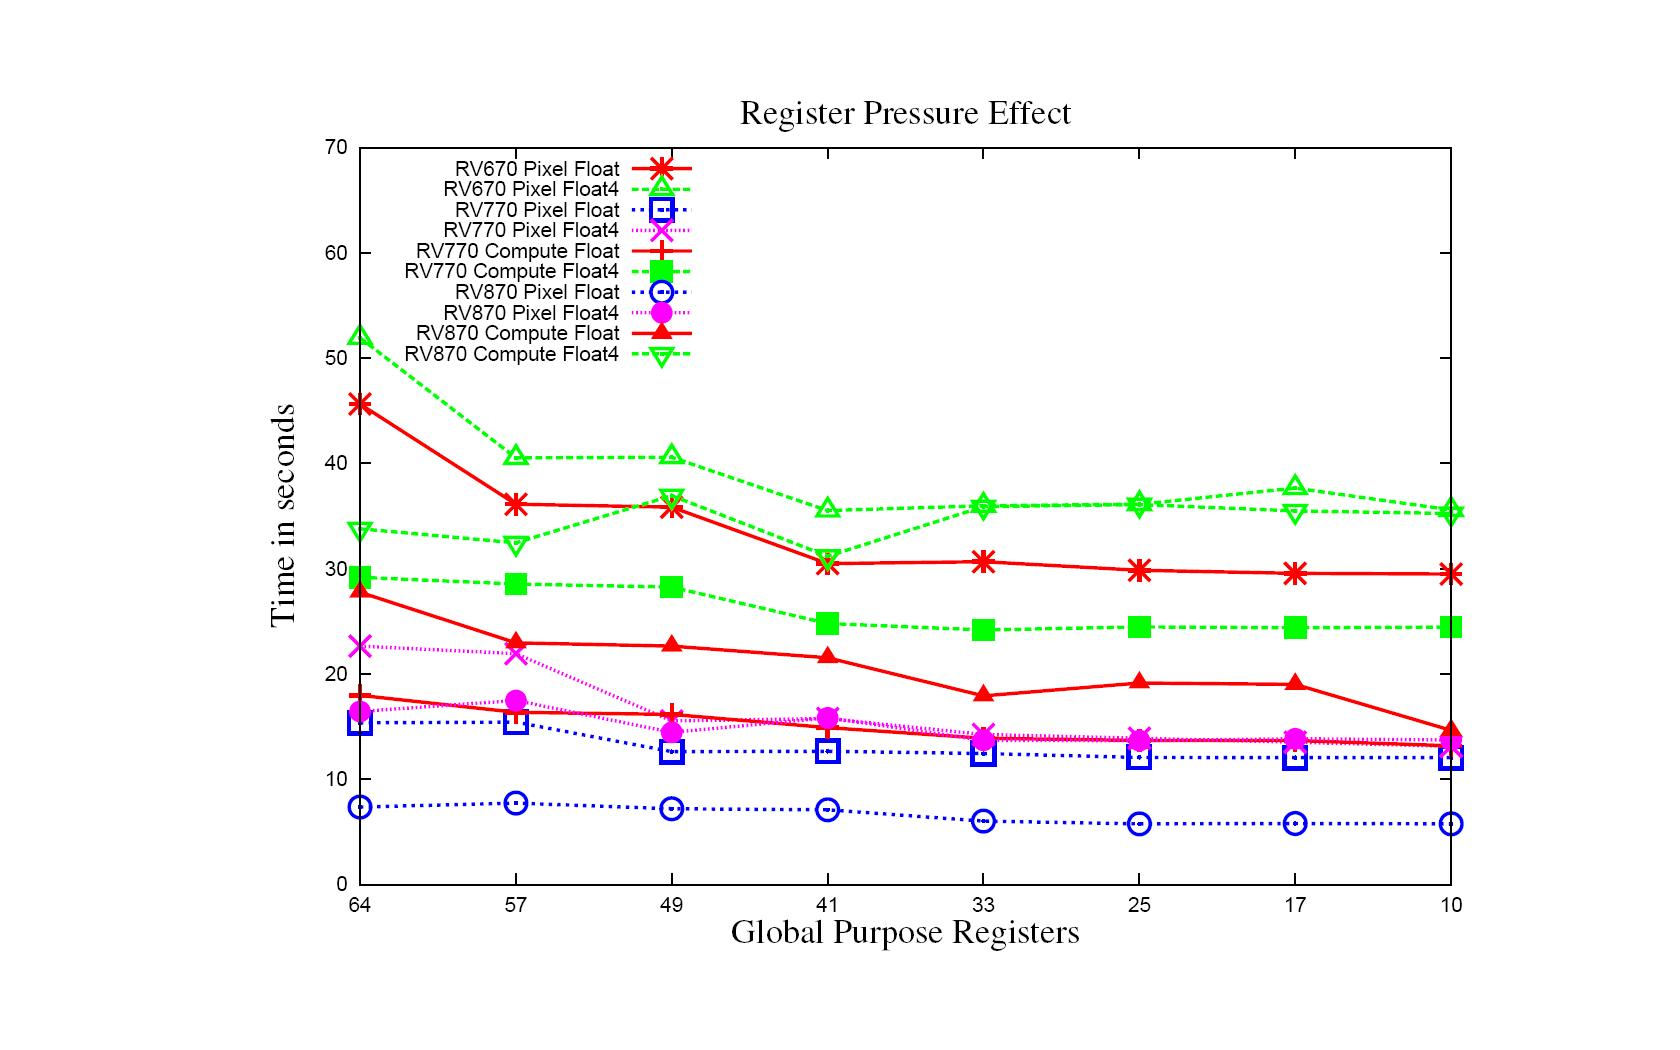 Register Pressure Effect
70
60
50
40
30
20
10
0
Time in seconds
RV670 Pixel Float
RV670 Pixel Float4
RV770 Pixel Float
RV770 Pixel Float4
RV770 Compute Float
RV770 Compute Float4
RV870 Pixel Float
RV870 Pixel Float4
RV870 Compute Float
RV870 Compute Float4
64 57 49 41 33 25 17 10
Global Purpose Registers